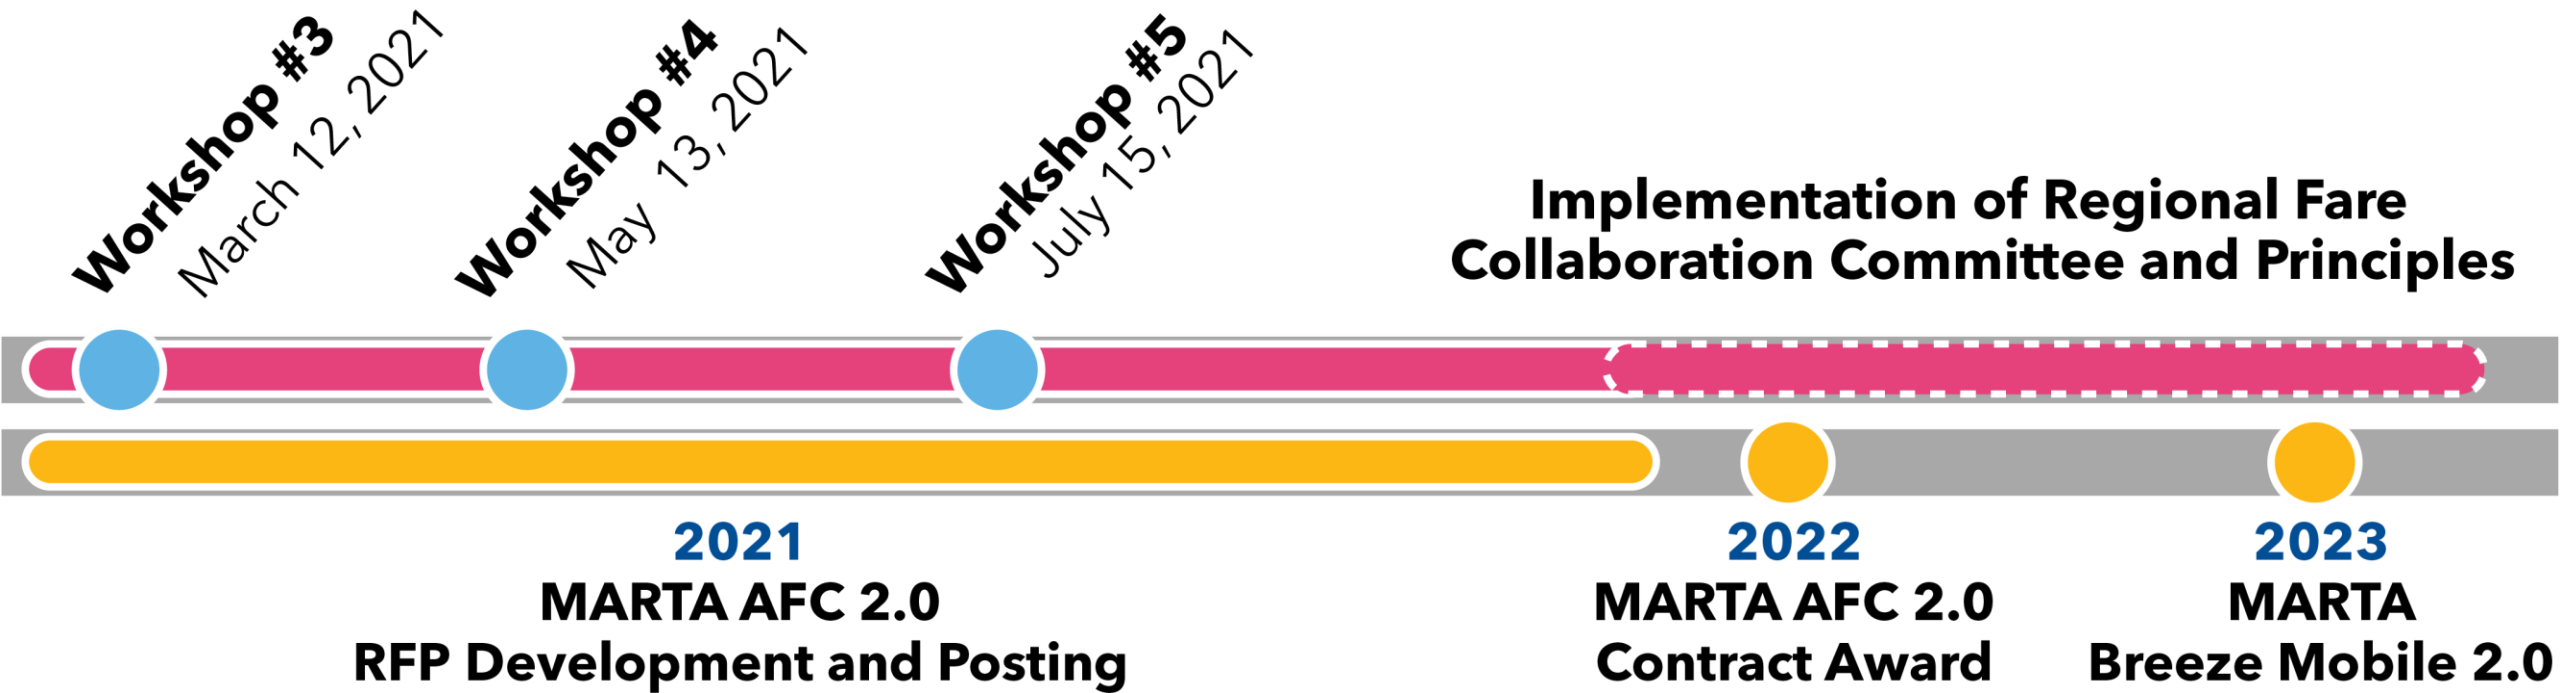 Workshop #3
March 12, 2021
Workshop #4
May 13, 2021
Workshop #5
July 15, 2021
Implementation of Regional Fare
Collaboration Committee and Principles
2021
MARTA AFC 2.0
RFP Development and Posting
2022
MARTA AFC 2.0
Contract Award
2023
MARTA
Breeze Mobile 2.0